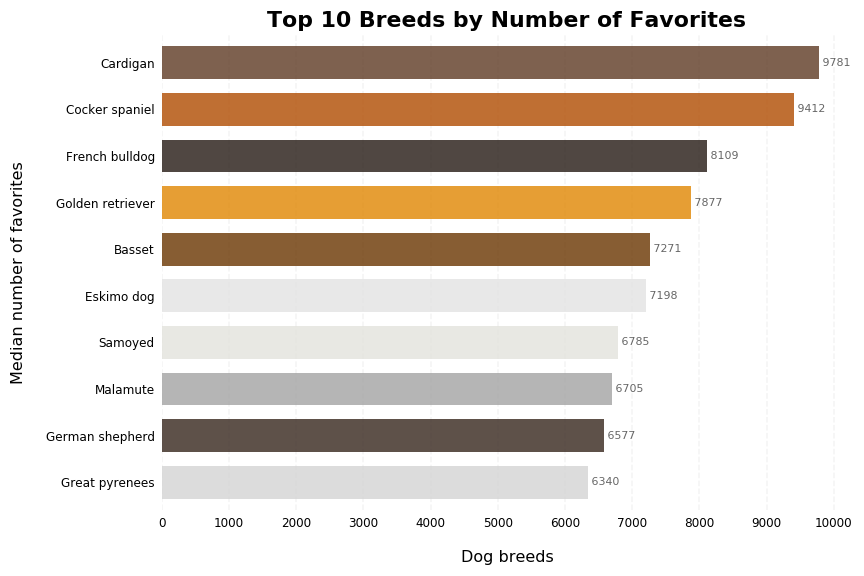 Top 10 Breeds by Number of Favorites
Median number of favorites
Cardigan 9781
Cocker spaniel 9412
French bulldog 8109
Golden retriever 7877
Basset 7271
Eskimo dog 7198
Samoyed 6785
Malamute 6705
German shepherd 6577
Great pyrenees 6340
0 1000 2000 3000 4000 5000 6000 7000 8000 9000 10000
Dog breeds